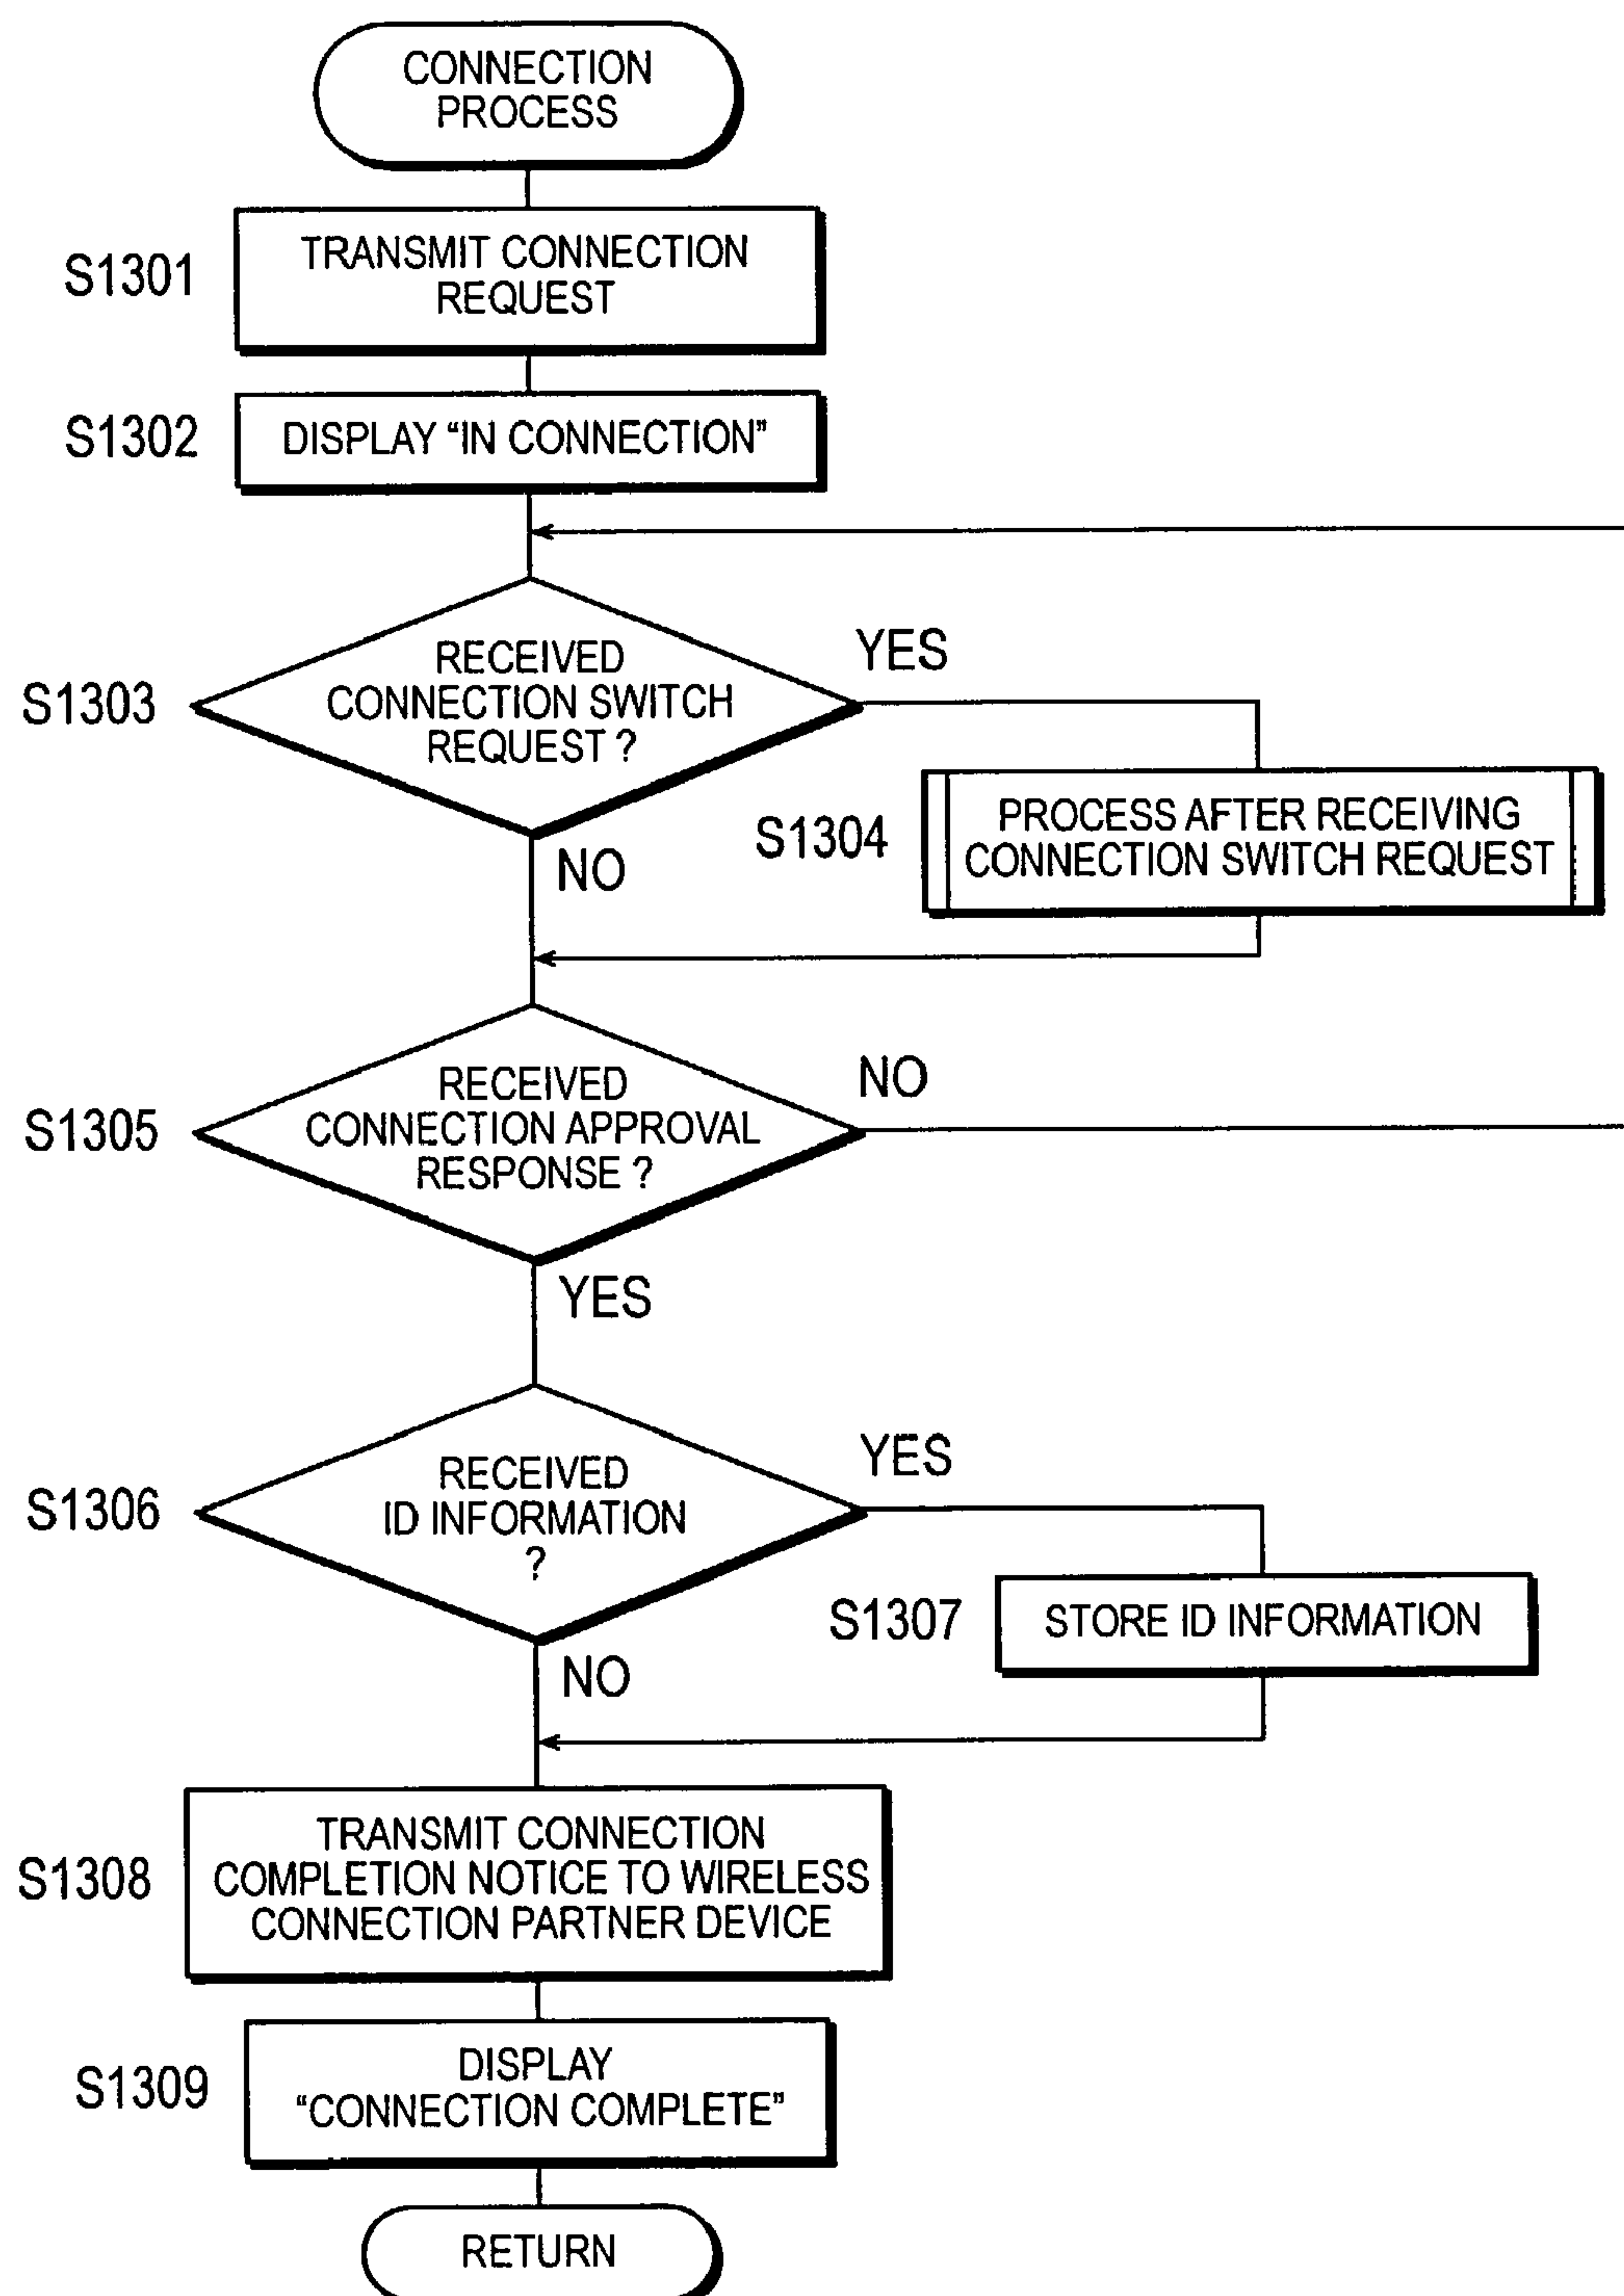 CONNECTION
PROCESS
S1301
TRANSMIT CONNECTION
REQUEST
S1302
DISPLAY “IN CONNECTION”
S1303
RECEIVED
CONNECTION SWITCH
REQUEST ?
YES
NO
S1304
PROCESS AFTER RECEIVING
CONNECTION SWITCH REQUEST
S1305
RECEIVED
CONNECTION APPROVAL
RESPONSE ?
NO
YES
S1306
RECEIVED
ID INFORMATION
?
YES
NO
S1307
STORE ID INFORMATION
S1308
TRANSMIT CONNECTION
COMPLETION NOTICE TO WIRELESS
CONNECTION PARTNER DEVICE
S1309
DISPLAY
“CONNECTION COMPLETE”
RETURN